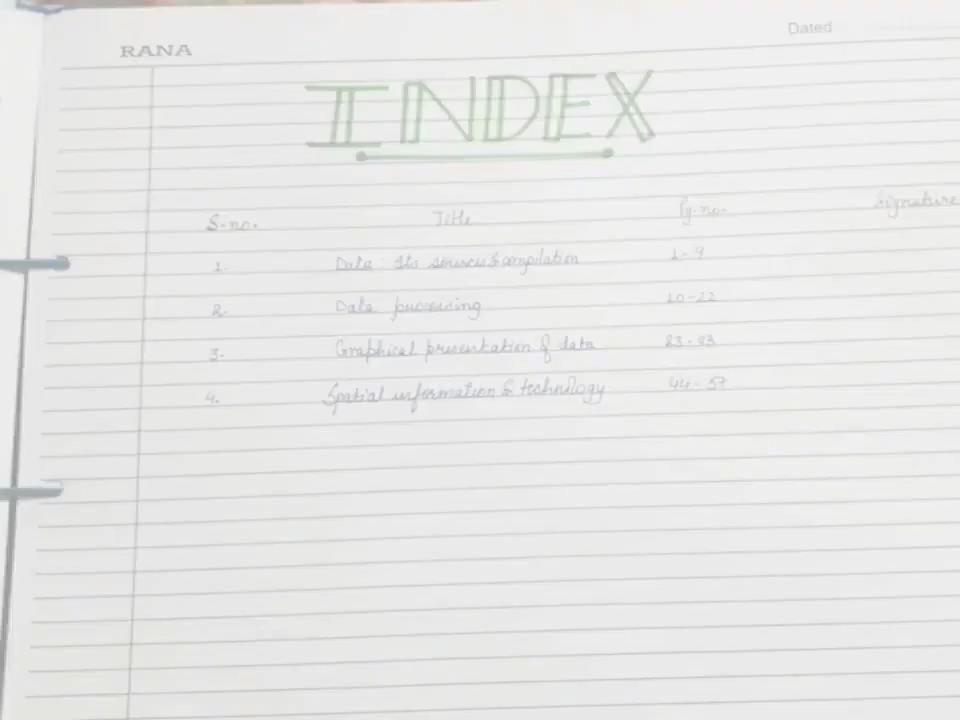 Dated
RANA
INDEX
S.no. Title Pg.no. Signature
1. Data: Its sources & compilation 1-9
2. Data processing 10-22
3. Graphical presentation of data 23-43
4. Spatial information & technology 44-57